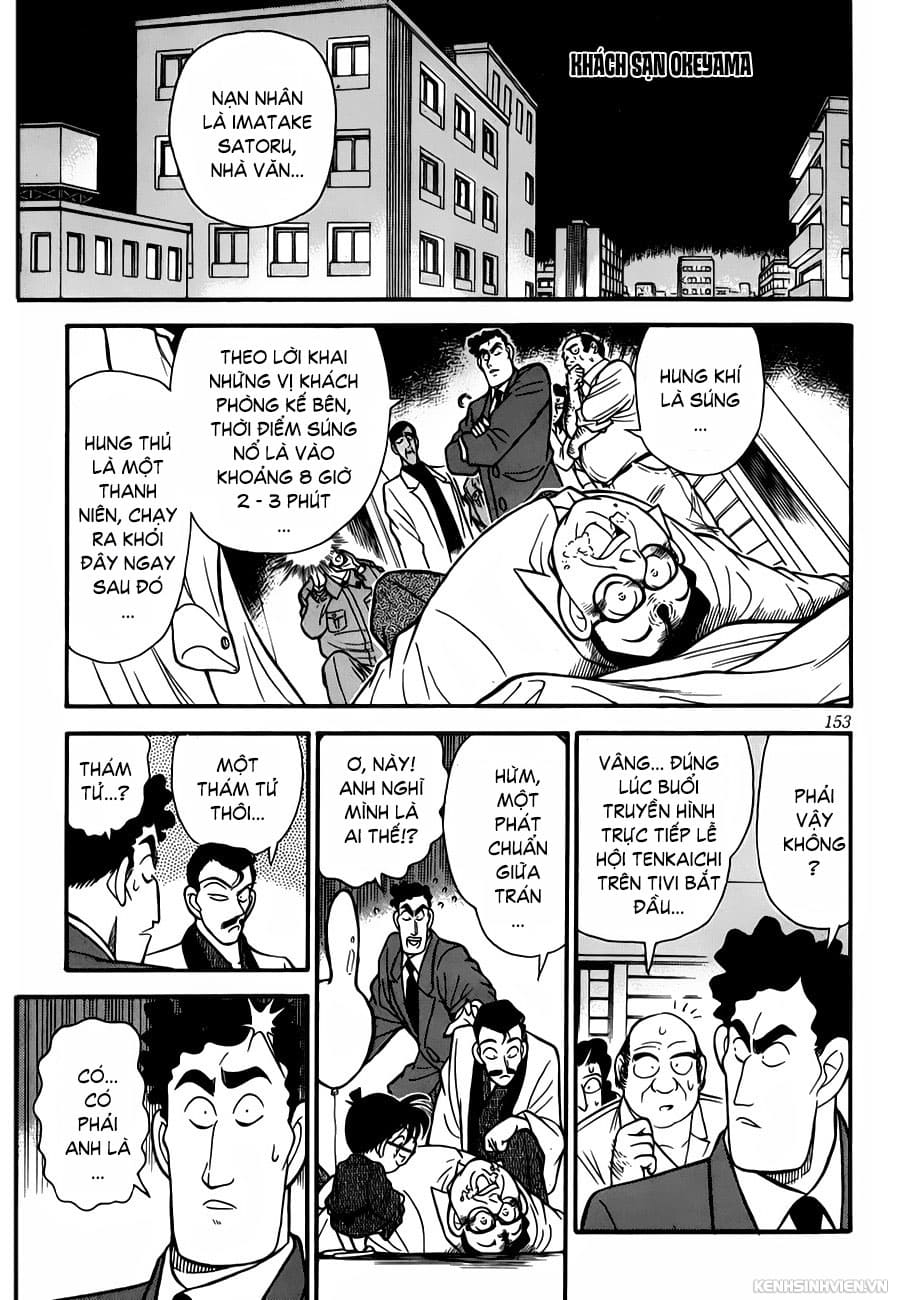 KHÁCH SẠN OKEYAMA
NẠN NHÂN
LÀ IMATAKE
SATORU,
NHÀ VĂN...
HUNG KHÍ
LÀ SÚNG
...
THEO LỜI KHAI
NHỮNG VỊ KHÁCH
PHÒNG KẾ BÊN,
THỜI ĐIỂM SÚNG
NỔ LÀ VÀO
KHOẢNG 8 GIỜ
2 - 3 PHÚT
...
HUNG THỦ
LÀ MỘT
THANH
NIÊN, CHẠY
RA KHỎI
ĐÂY NGAY
SAU ĐÓ
...
153
PHẢI
VẬY
KHÔNG
?
VÂNG... ĐÚNG
LÚC BUỔI
TRUYỀN HÌNH
TRỰC TIẾP LỄ
HỘI TENKAICHI
TRÊN TIVI BẮT
ĐẦU...
HỪM,
MỘT
PHÁT
CHUẨN
GIỮA
TRÁN
...
Ơ, NÀY!
ANH NGHĨ
MÌNH LÀ
AI THẾ!?
MỘT
THÁM TỬ
THÔI...
THÁM
TỬ...?
CÓ...
CÓ
PHẢI
ANH LÀ
...
KENHSINHVIEN.VN